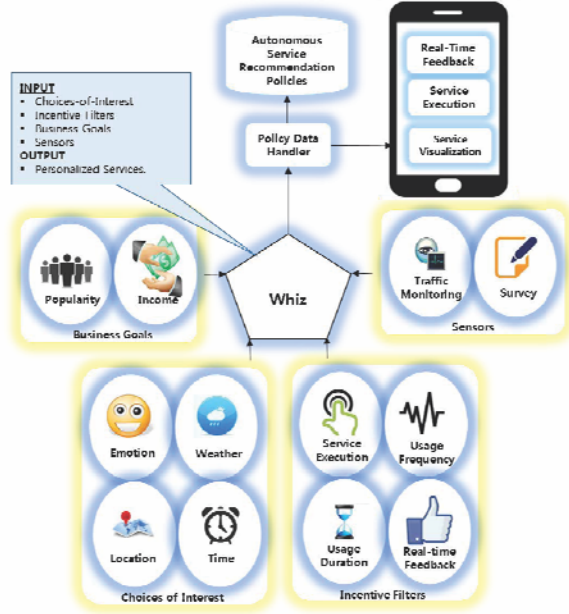 Autonomous
Service
Recommendation
Policies
Real-Time
Feedback
Service
Execution
Service
Visualization
INPUT
▪ Choices-of-Interest
▪ Incentive Filters
▪ Business Goals
▪ Sensors
OUTPUT
▪ Personalized Services.
Policy Data
Handler
Popularity
Income
Business Goals
Whiz
Traffic
Monitoring
Survey
Sensors
Emotion
Weather
Location
Time
Choices of Interest
Service
Execution
Usage
Frequency
Usage
Duration
Real-time
Feedback
Incentive Filters